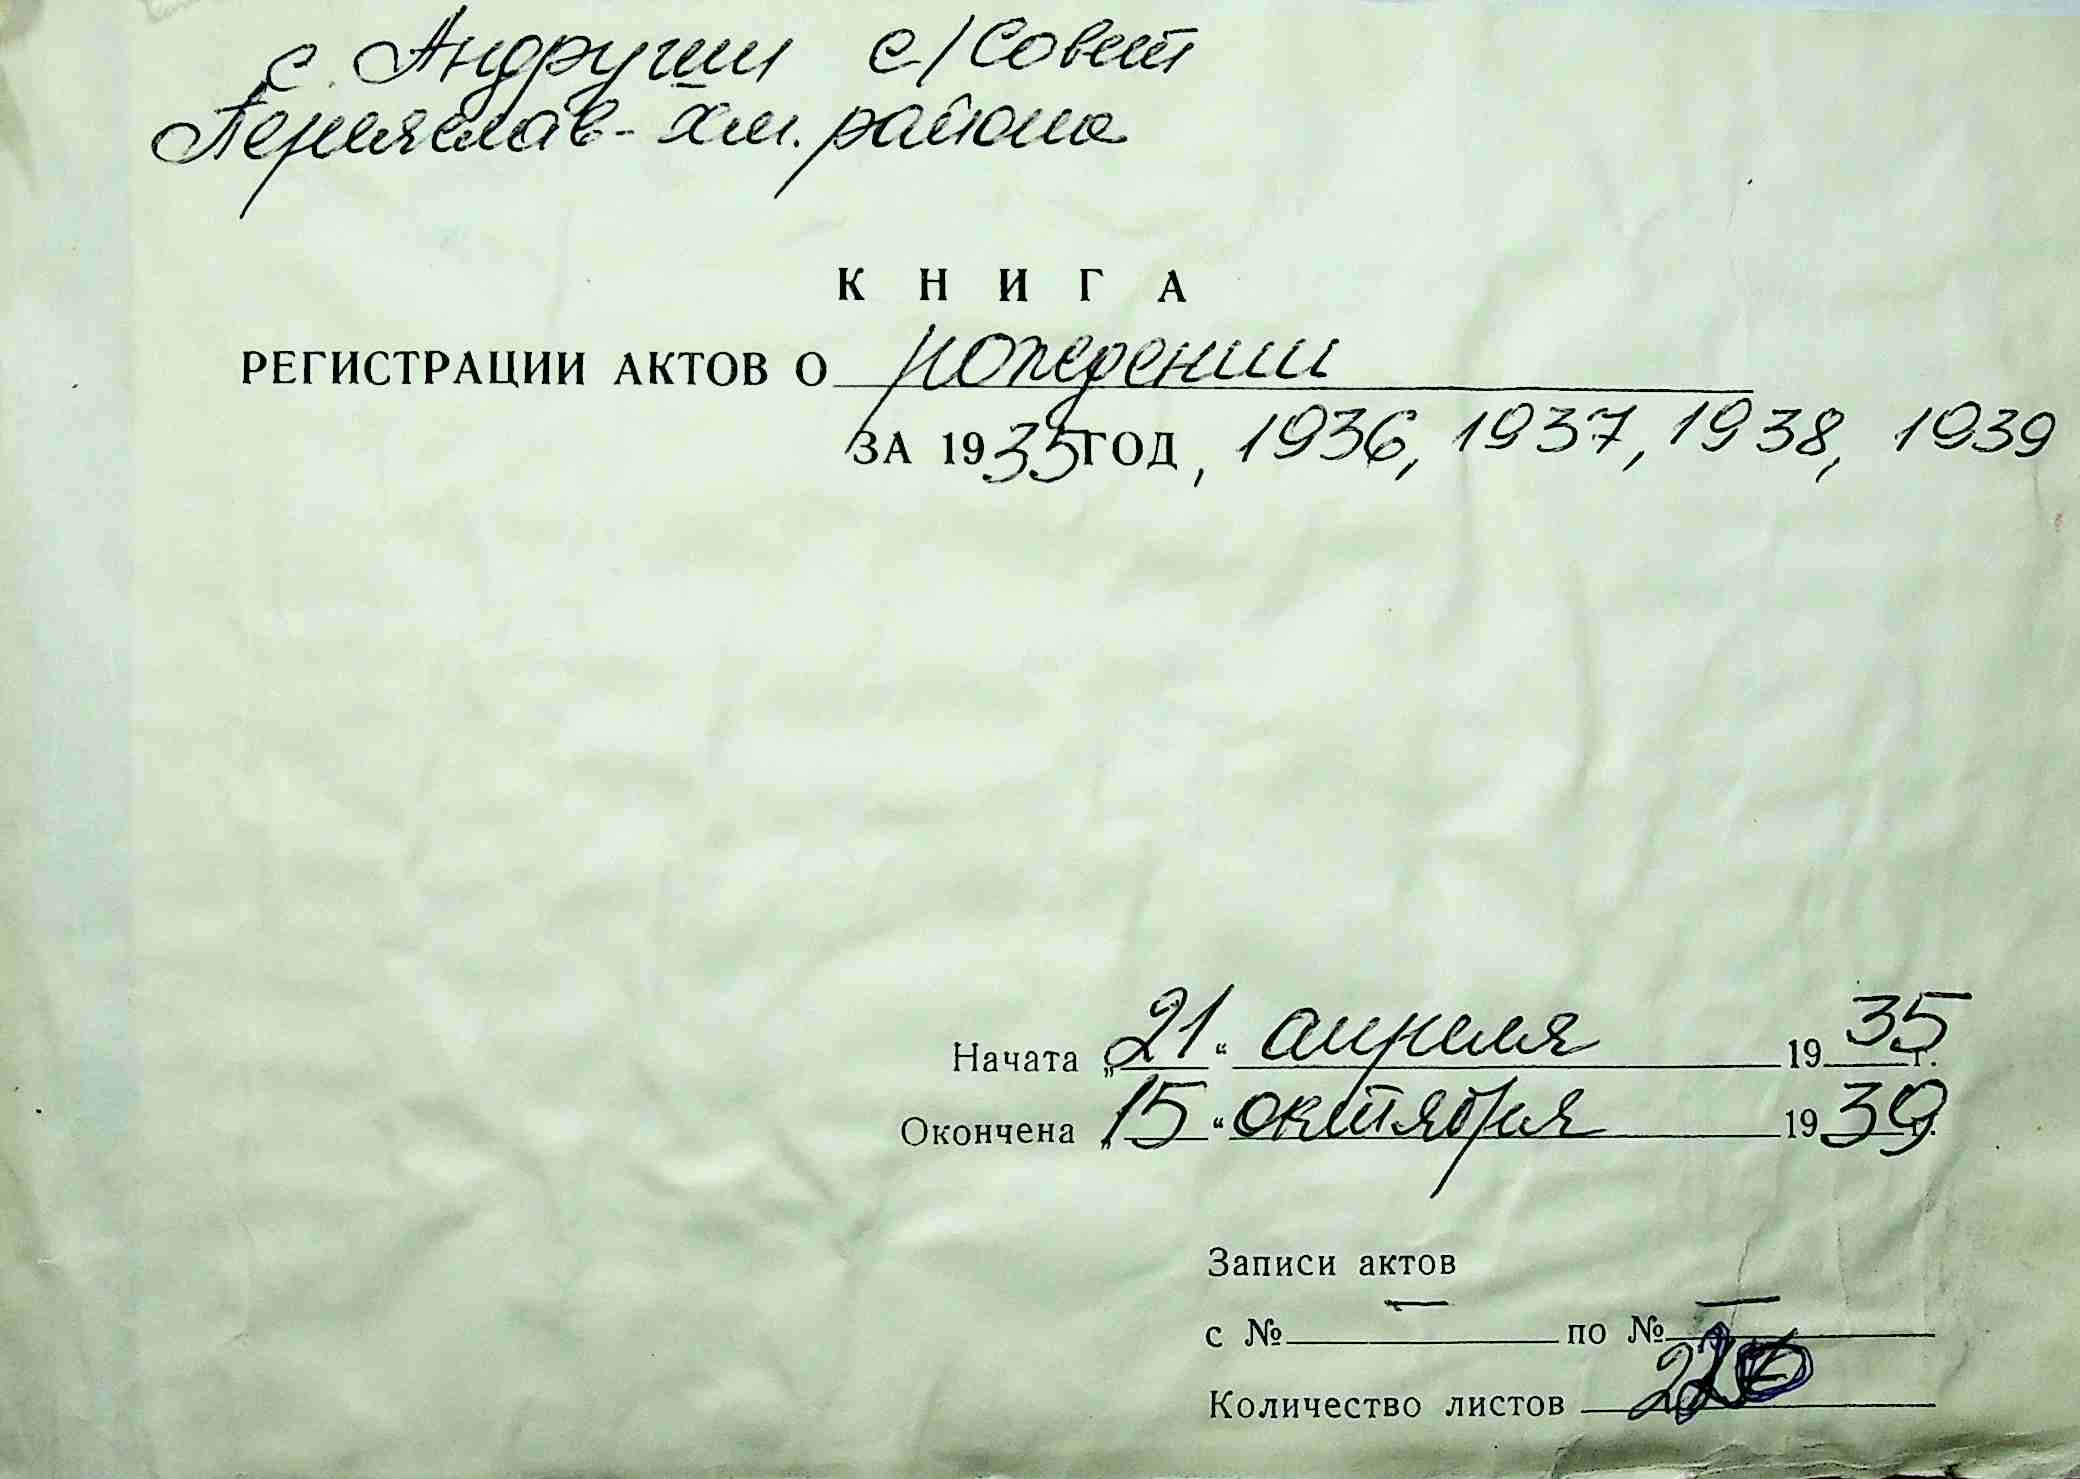 с. Андруши с/Совет
Переяслав-Хм. района
КНИГА
РЕГИСТРАЦИИ АКТОВ О рождении
ЗА 1935 ГОД, 1936, 1937, 1938, 1939
Начата „21“ апреля 1935 г.
Окончена „15“ октября 1939 г.
Записи актов
с № — по № —
Количество листов